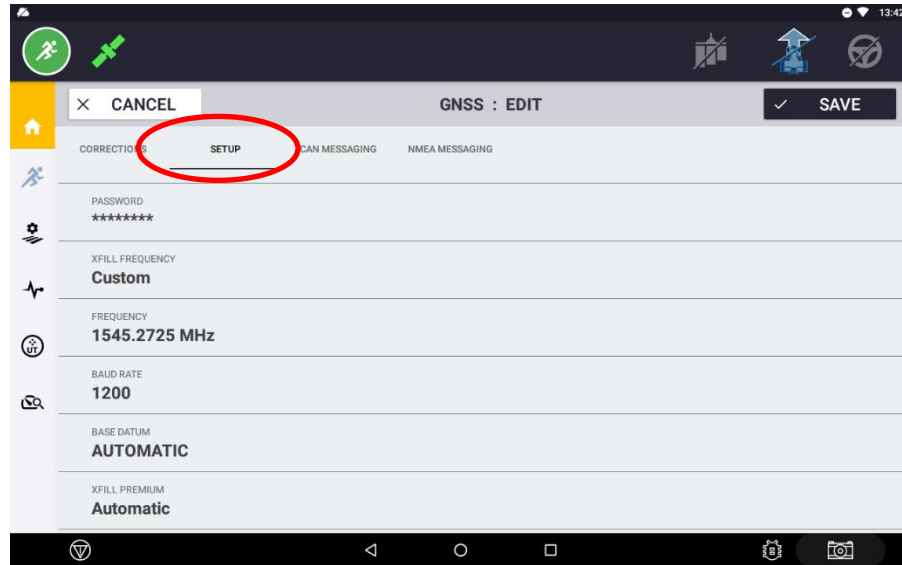 13:42
× CANCEL GNSS : EDIT ✓ SAVE
CORRECTIONS SETUP CAN MESSAGING NMEA MESSAGING
PASSWORD
********
XFILL FREQUENCY
Custom
FREQUENCY
1545.2725 MHz
BAUD RATE
1200
UT
BASE DATUM
AUTOMATIC
XFILL PREMIUM
Automatic